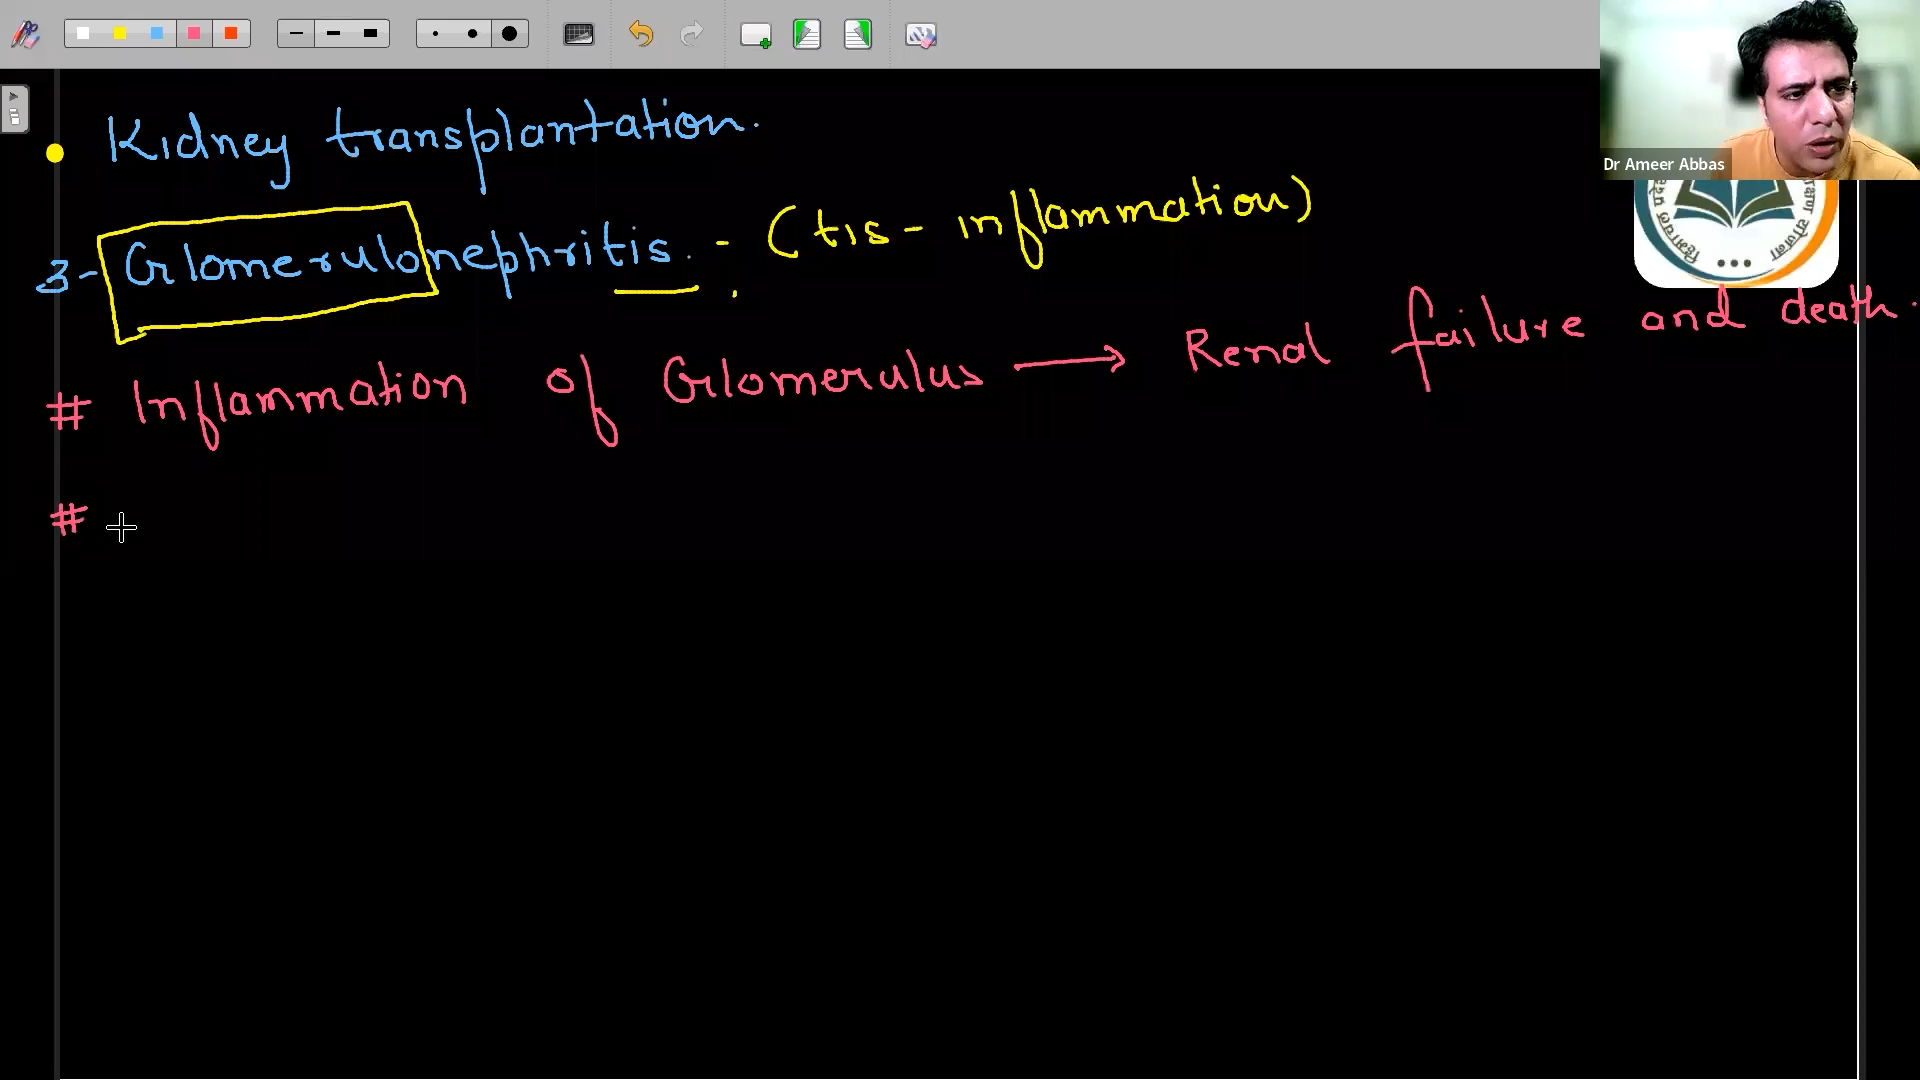 Kidney transplantation.
3- Glomerulonephritis. - (tis - inflammation)
# Inflammation of Glomerulus → Renal failure and death.
#
Dr Ameer Abbas